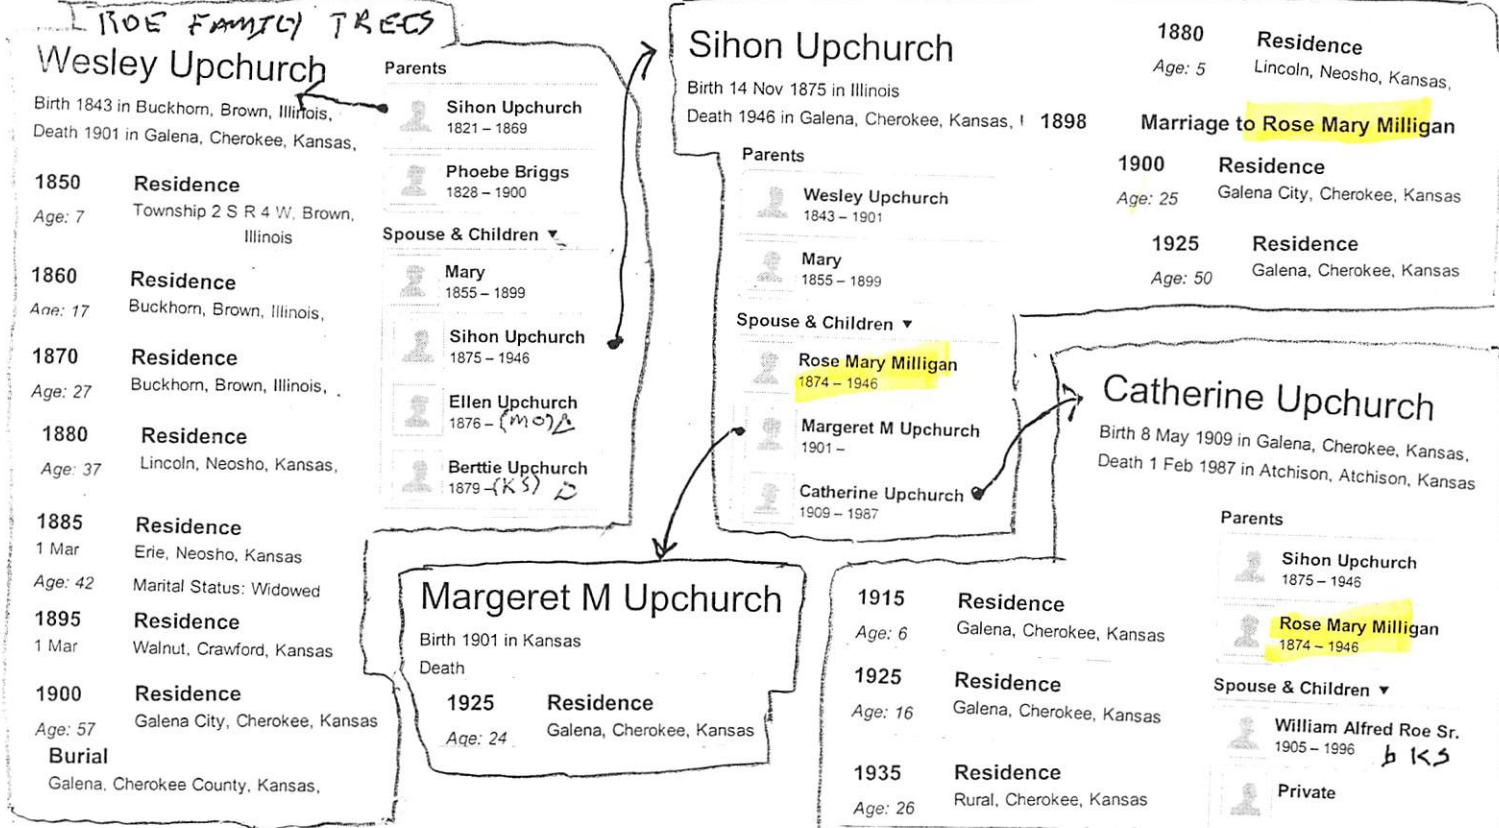 ROE FAMILY TREES
Wesley Upchurch
Birth 1843 in Buckhorn, Brown, Illinois,
Death 1901 in Galena, Cherokee, Kansas,
1850 Residence
Age: 7 Township 2 S R 4 W, Brown,
Illinois
1860 Residence
Age: 17 Buckhorn, Brown, Illinois,
1870 Residence
Age: 27 Buckhorn, Brown, Illinois,
1880 Residence
Age: 37 Lincoln, Neosho, Kansas,
1885 Residence
1 Mar Erie, Neosho, Kansas
Age: 42 Marital Status: Widowed
1895 Residence
1 Mar Walnut, Crawford, Kansas
1900 Residence
Age: 57 Galena City, Cherokee, Kansas
Burial
Galena, Cherokee County, Kansas,
Parents
Sihon Upchurch
1821 – 1869
Phoebe Briggs
1828 – 1900
Spouse & Children ▼
Mary
1855 – 1899
Sihon Upchurch
1875 – 1946
Ellen Upchurch
1876 – (MO)
Berttie Upchurch
1879 – (KS)
Sihon Upchurch
Birth 14 Nov 1875 in Illinois
Death 1946 in Galena, Cherokee, Kansas,
Parents
Wesley Upchurch
1843 – 1901
Mary
1855 – 1899
Spouse & Children ▼
Rose Mary Milligan
1874 – 1946
Margeret M Upchurch
1901 –
Catherine Upchurch
1909 – 1987
1880 Residence
Age: 5 Lincoln, Neosho, Kansas,
1898 Marriage to Rose Mary Milligan
1900 Residence
Age: 25 Galena City, Cherokee, Kansas
1925 Residence
Age: 50 Galena, Cherokee, Kansas
Margeret M Upchurch
Birth 1901 in Kansas
Death
1925 Residence
Age: 24 Galena, Cherokee, Kansas
Catherine Upchurch
Birth 8 May 1909 in Galena, Cherokee, Kansas,
Death 1 Feb 1987 in Atchison, Atchison, Kansas
1915 Residence
Age: 6 Galena, Cherokee, Kansas
1925 Residence
Age: 16 Galena, Cherokee, Kansas
1935 Residence
Age: 26 Rural, Cherokee, Kansas
Parents
Sihon Upchurch
1875 – 1946
Rose Mary Milligan
1874 – 1946
Spouse & Children ▼
William Alfred Roe Sr.
1905 – 1996 b KS
Private